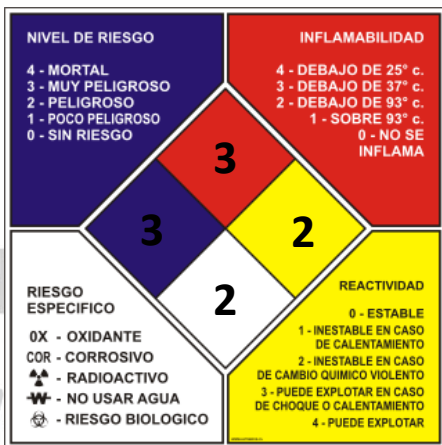 NIVEL DE RIESGO
4 - MORTAL
3 - MUY PELIGROSO
2 - PELIGROSO
1 - POCO PELIGROSO
0 - SIN RIESGO
INFLAMABILIDAD
4 - DEBAJO DE 25° c.
3 - DEBAJO DE 37° c.
2 - DEBAJO DE 93° c.
1 - SOBRE 93° c.
0 - NO SE
INFLAMA
3
3
2
2
RIESGO
ESPECIFICO
0X - OXIDANTE
COR - CORROSIVO
- RADIOACTIVO
W - NO USAR AGUA
- RIESGO BIOLOGICO
REACTIVIDAD
0 - ESTABLE
1 - INESTABLE EN CASO
DE CALENTAMIENTO
2 - INESTABLE EN CASO
DE CAMBIO QUIMICO VIOLENTO
3 - PUEDE EXPLOTAR EN CASO
DE CHOQUE O CALENTAMIENTO
4 - PUEDE EXPLOTAR